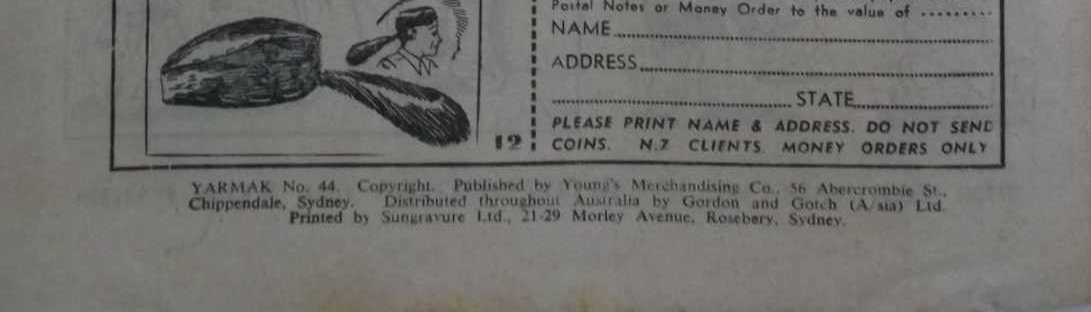 Postal Notes or Money Order to the value of .........
NAME
ADDRESS
STATE
PLEASE PRINT NAME & ADDRESS. DO NOT SEND
COINS. N.Z CLIENTS. MONEY ORDERS ONLY
12
YARMAK No. 44. Copyright. Published by Young's Merchandising Co., 56 Abercrombie St.,
Chippendale, Sydney. Distributed throughout Australia by Gordon and Gotch (A/sia) Ltd.
Printed by Sungravure Ltd., 21-29 Morley Avenue, Rosebery, Sydney.